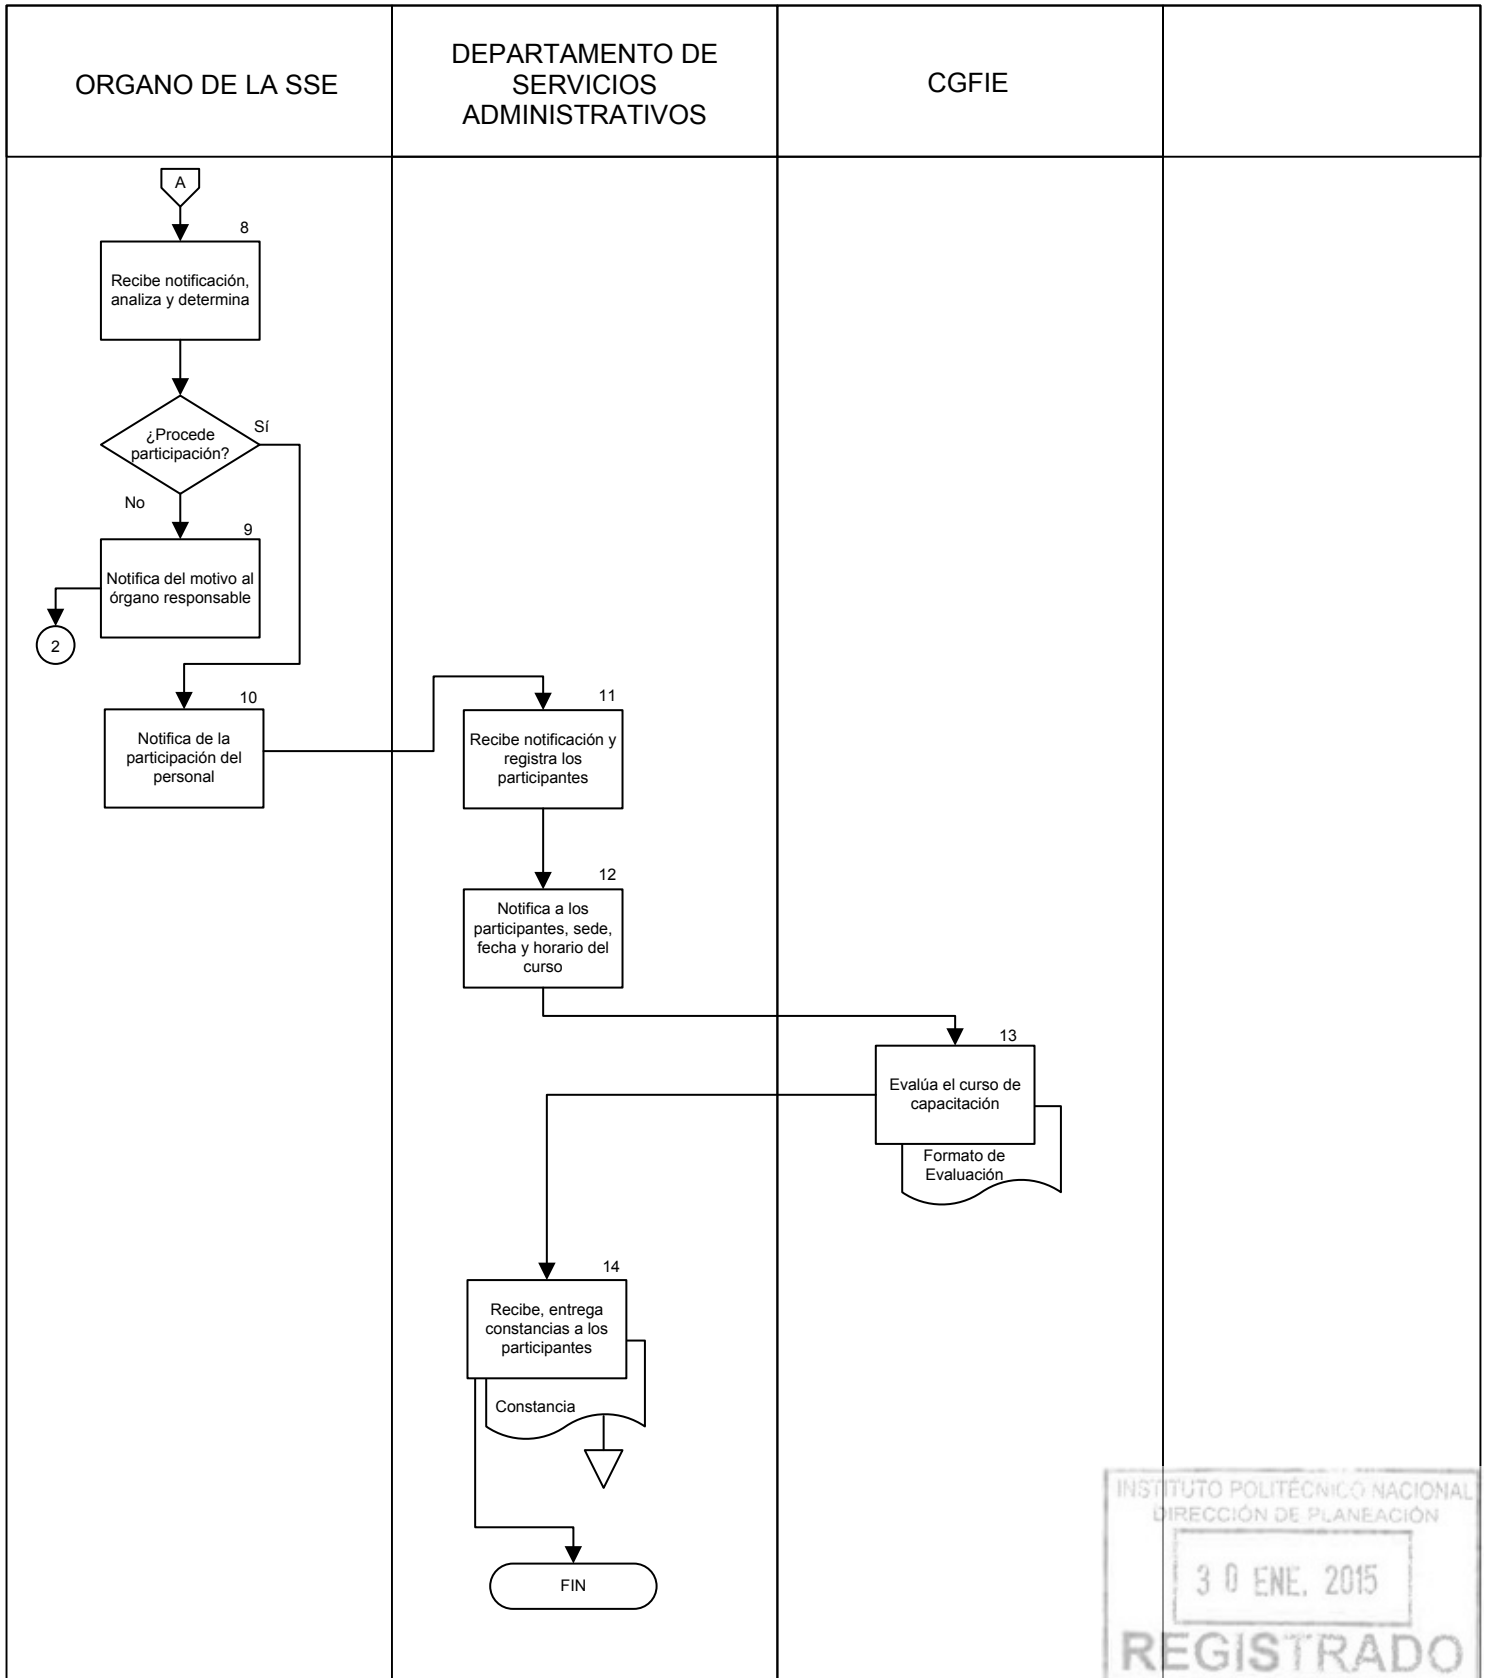 ORGANO DE LA SSE
DEPARTAMENTO DE
SERVICIOS
ADMINISTRATIVOS
CGFIE
A
8
Recibe notificación,
analiza y determina
¿Procede
participación?
Sí
No
9
Notifica del motivo al
órgano responsable
2
10
Notifica de la
participación del
personal
11
Recibe notificación y
registra los
participantes
12
Notifica a los
participantes, sede,
fecha y horario del
curso
13
Evalúa el curso de
capacitación
Formato de
Evaluación
14
Recibe, entrega
constancias a los
participantes
Constancia
FIN
INSTITUTO POLITÉCNICO NACIONAL
DIRECCIÓN DE PLANEACIÓN
30 ENE. 2015
REGISTRADO